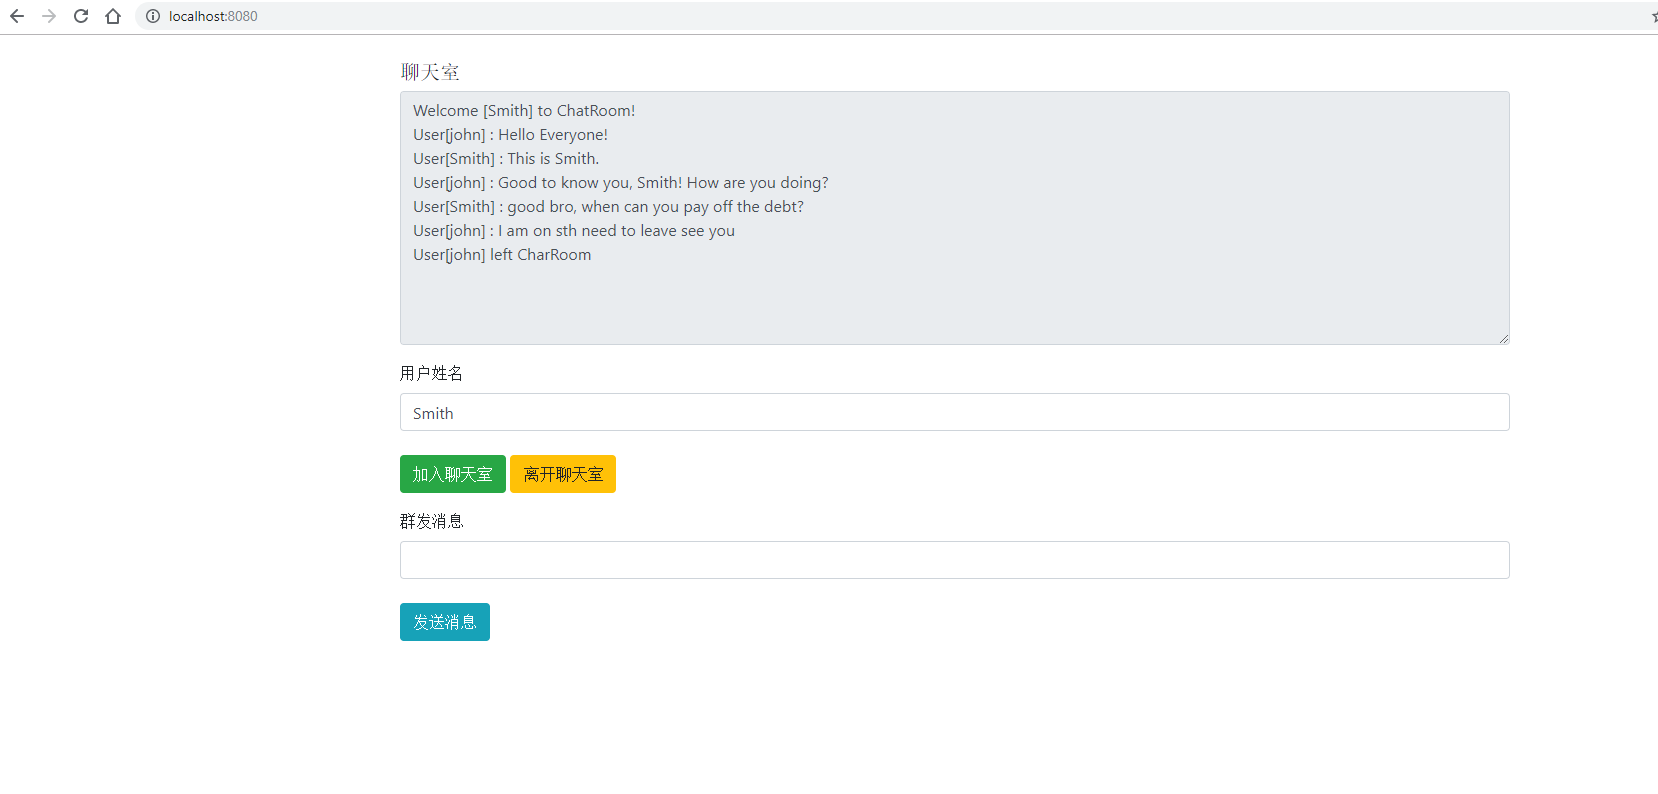 localhost:8080
聊天室
Welcome [Smith] to ChatRoom!
User[john] : Hello Everyone!
User[Smith] : This is Smith.
User[john] : Good to know you, Smith! How are you doing?
User[Smith] : good bro, when can you pay off the debt?
User[john] : I am on sth need to leave see you
User[john] left CharRoom
用户姓名
Smith
加入聊天室 离开聊天室
群发消息
发送消息